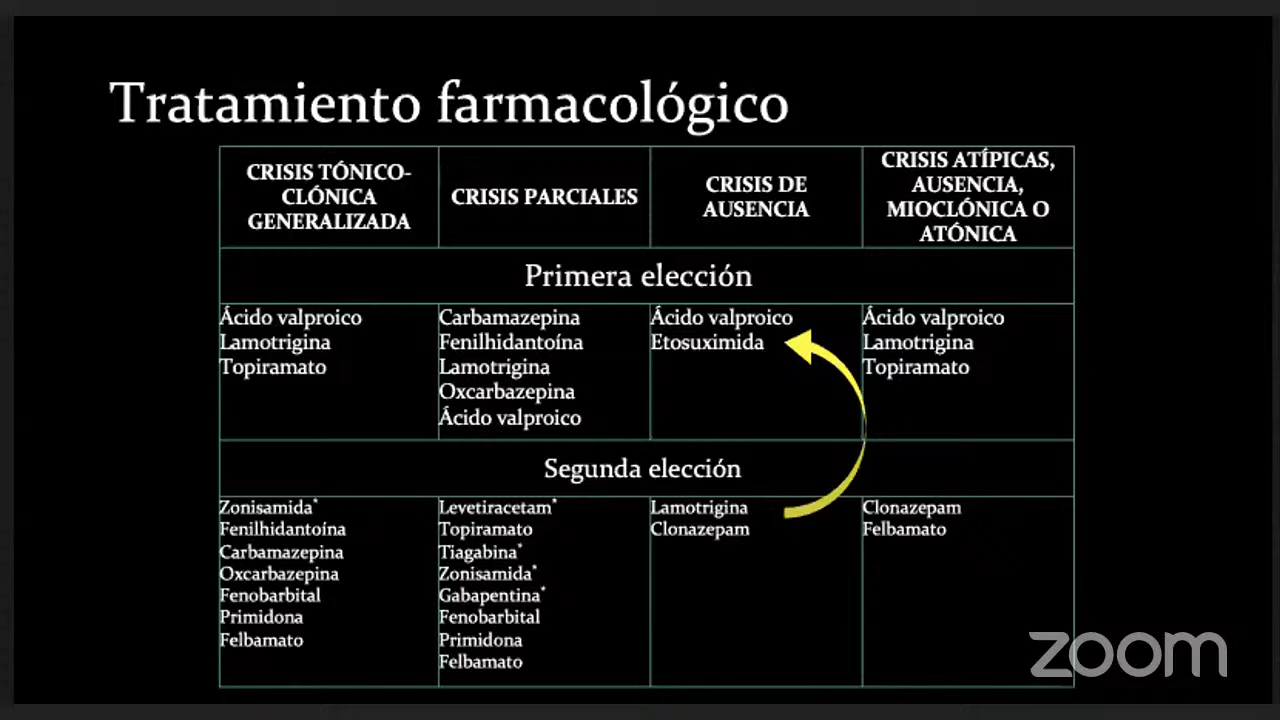 Tratamiento farmacológico
CRISIS TÓNICO-
CLÓNICA
GENERALIZADA
CRISIS PARCIALES
CRISIS DE
AUSENCIA
CRISIS ATÍPICAS,
AUSENCIA,
MIOCLÓNICA O
ATÓNICA
Primera elección
Ácido valproico
Lamotrigina
Topiramato
Carbamazepina
Fenilhidantoína
Lamotrigina
Oxcarbazepina
Ácido valproico
Ácido valproico
Etosuximida
Ácido valproico
Lamotrigina
Topiramato
Segunda elección
Zonisamida*
Fenilhidantoína
Carbamazepina
Oxcarbazepina
Fenobarbital
Primidona
Felbamato
Levetiracetam*
Topiramato
Tiagabina*
Zonisamida*
Gabapentina*
Fenobarbital
Primidona
Felbamato
Lamotrigina
Clonazepam
Clonazepam
Felbamato
zoom